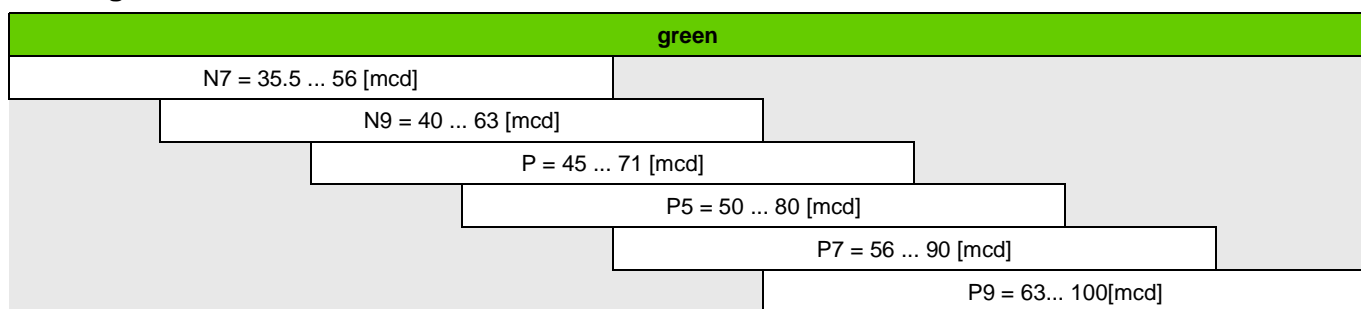 green
N7 = 35.5 ... 56 [mcd]
N9 = 40 ... 63 [mcd]
P = 45 ... 71 [mcd]
P5 = 50 ... 80 [mcd]
P7 = 56 ... 90 [mcd]
P9 = 63... 100[mcd]